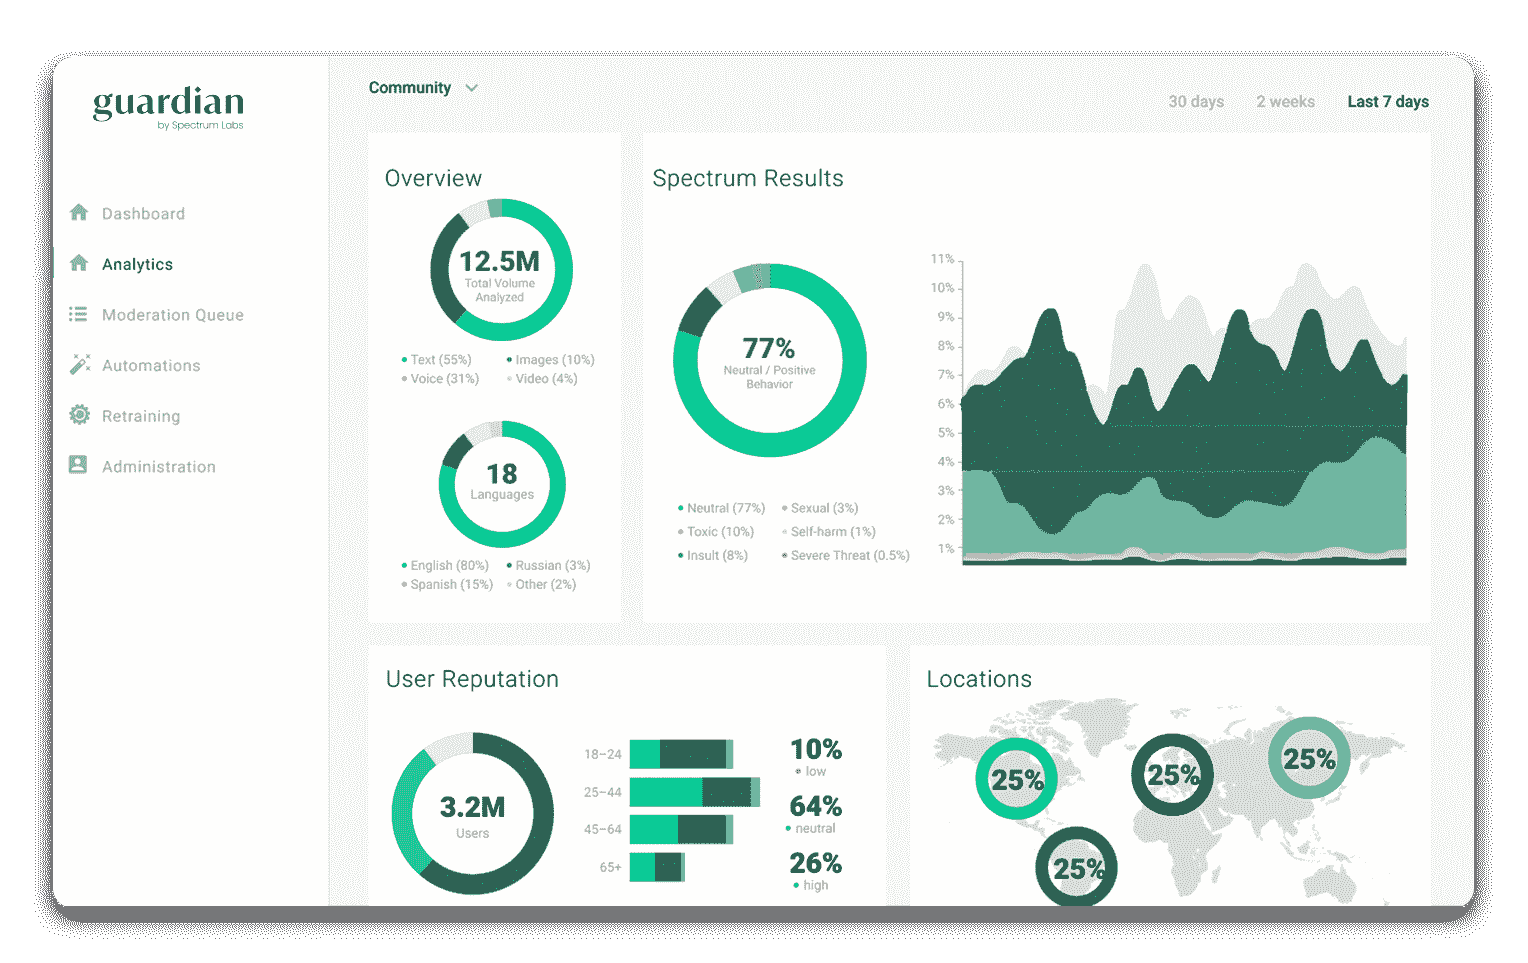 guardian
by Spectrum Labs
Dashboard
Analytics
Moderation Queue
Automations
Retraining
Administration
Community
30 days
2 weeks
Last 7 days
Overview
12.5M
Total Volume
Analyzed
Text (55%)
Images (10%)
Voice (31%)
Video (4%)
18
Languages
English (80%)
Russian (3%)
Spanish (15%)
Other (2%)
Spectrum Results
77%
Neutral / Positive
Behavior
Neutral (77%)
Sexual (3%)
Toxic (10%)
Self-harm (1%)
Insult (8%)
Severe Threat (0.5%)
11%
10%
9%
8%
7%
6%
5%
4%
3%
2%
1%
User Reputation
3.2M
Users
18–24
25–44
45–64
65+
10%
low
64%
neutral
26%
high
Locations
25%
25%
25%
25%